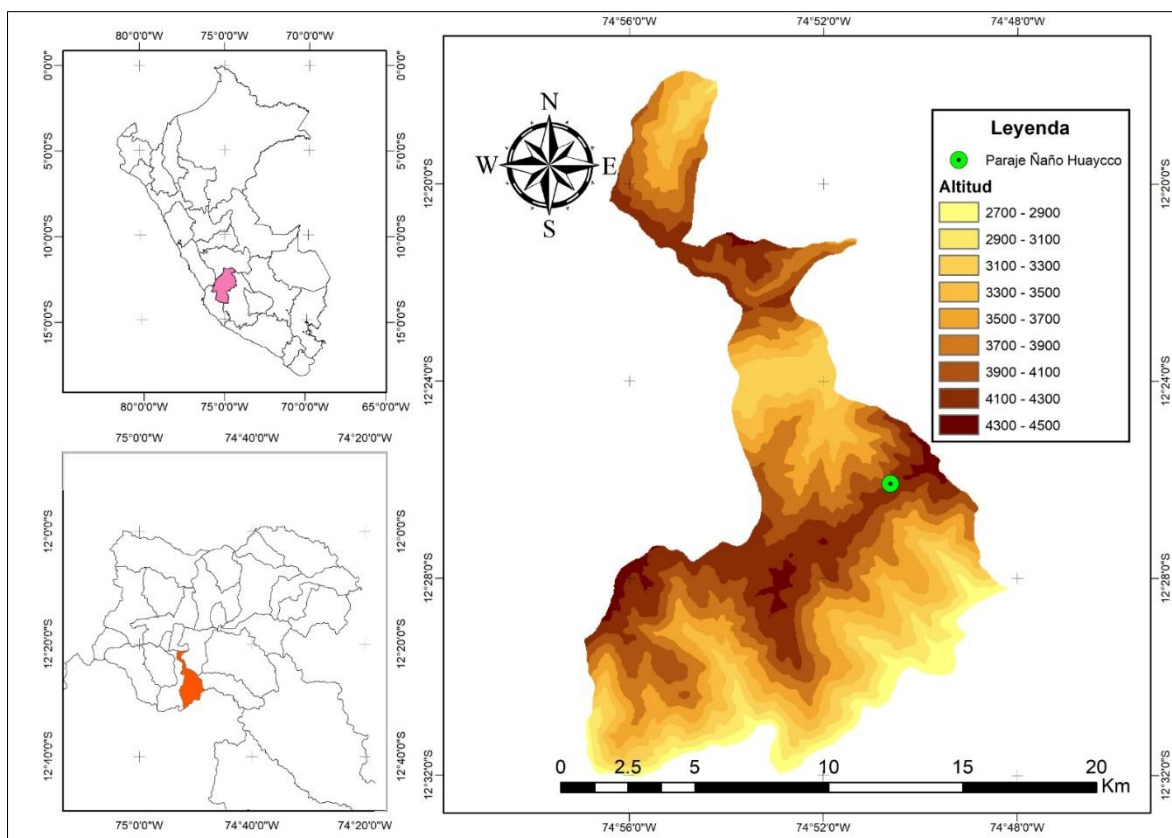 80°0'0"W 75°0'0"W 70°0'0"W
0°0'0"
0°0'0"
5°0'0"S
5°0'0"S
10°0'0"S
10°0'0"S
15°0'0"S
15°0'0"S
80°0'0"W 75°0'0"W 70°0'0"W 65°0'0"W
75°0'0"W 74°40'0"W 74°20'0"W
12°0'0"S
12°0'0"S
12°20'0"S
12°20'0"S
12°40'0"S
12°40'0"S
75°0'0"W 74°40'0"W 74°20'0"W
74°56'0"W 74°52'0"W 74°48'0"W
N
W E
S
Leyenda
Paraje Ñaño Huaycco
Altitud
2700 - 2900
2900 - 3100
3100 - 3300
3300 - 3500
3500 - 3700
3700 - 3900
3900 - 4100
4100 - 4300
4300 - 4500
12°20'0"S
12°20'0"S
12°24'0"S
12°24'0"S
12°28'0"S
12°28'0"S
12°32'0"S
12°32'0"S
0 2.5 5 10 15 20
Km
74°56'0"W 74°52'0"W 74°48'0"W